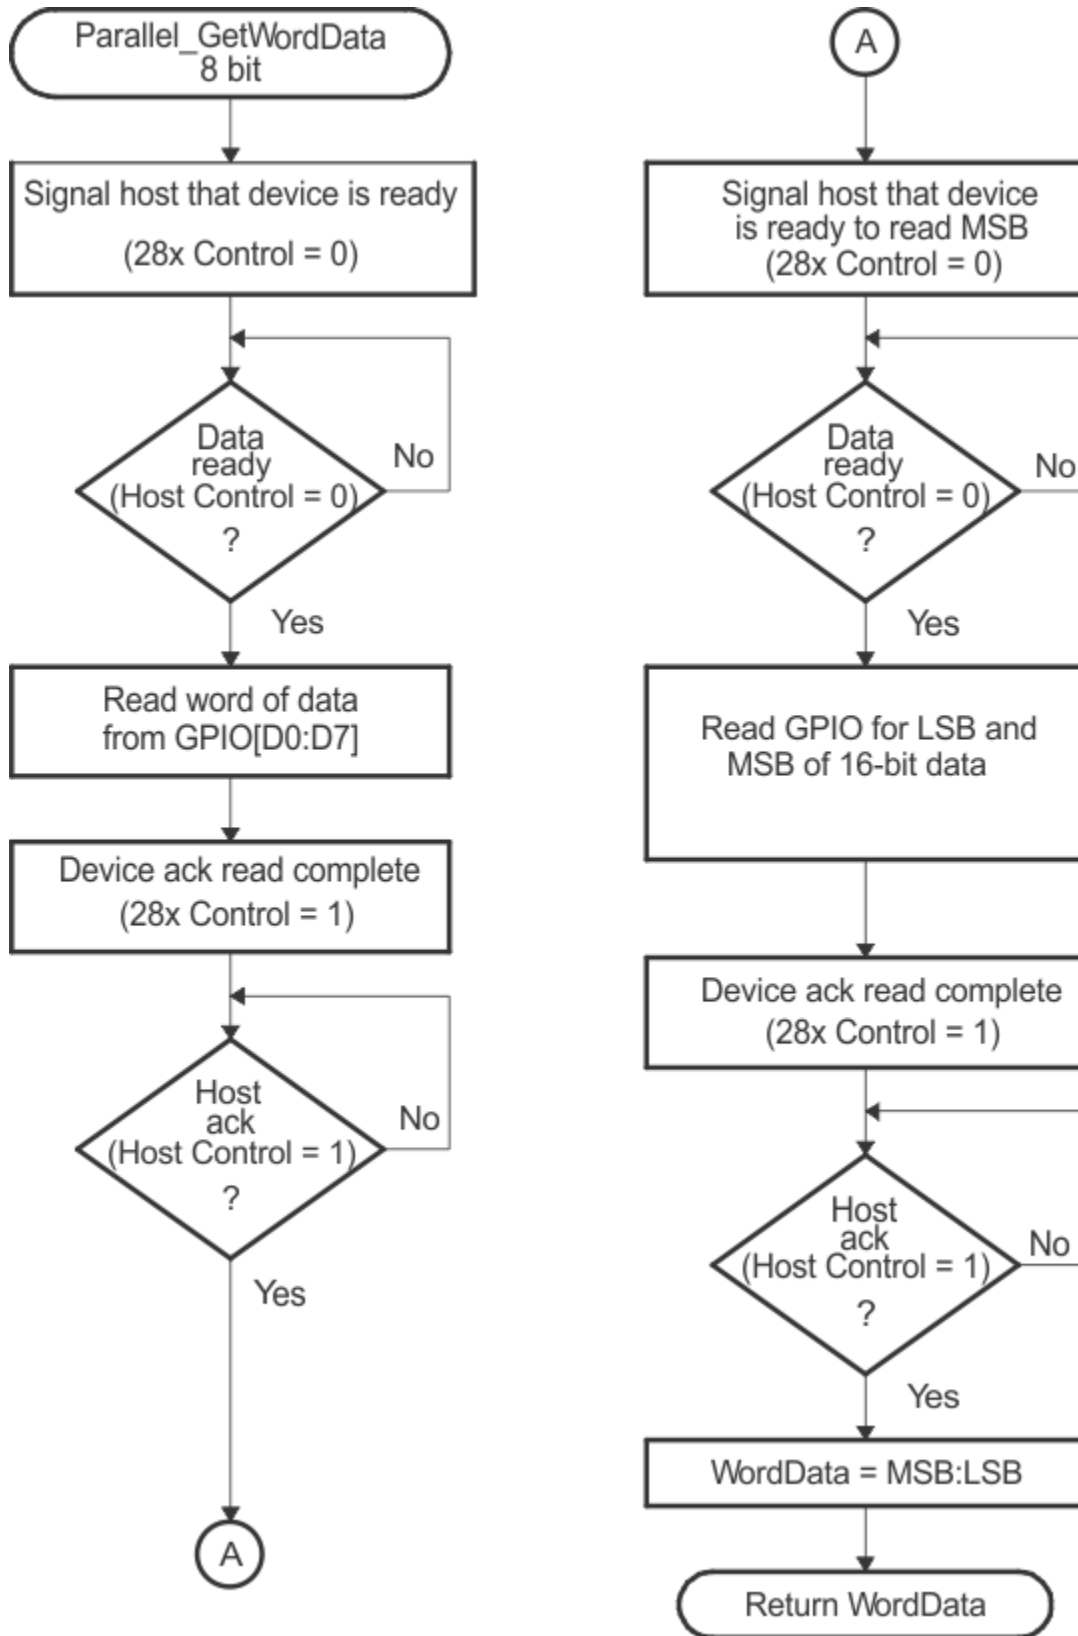 Parallel_GetWordData
8 bit
Signal host that device is ready
(28x Control = 0)
Data
ready
(Host Control = 0)
?
No
Yes
Read word of data
from GPIO[D0:D7]
Device ack read complete
(28x Control = 1)
Host
ack
(Host Control = 1)
?
No
Yes
A
A
Signal host that device
is ready to read MSB
(28x Control = 0)
Data
ready
(Host Control = 0)
?
No
Yes
Read GPIO for LSB and
MSB of 16-bit data
Device ack read complete
(28x Control = 1)
Host
ack
(Host Control = 1)
?
No
Yes
WordData = MSB:LSB
Return WordData